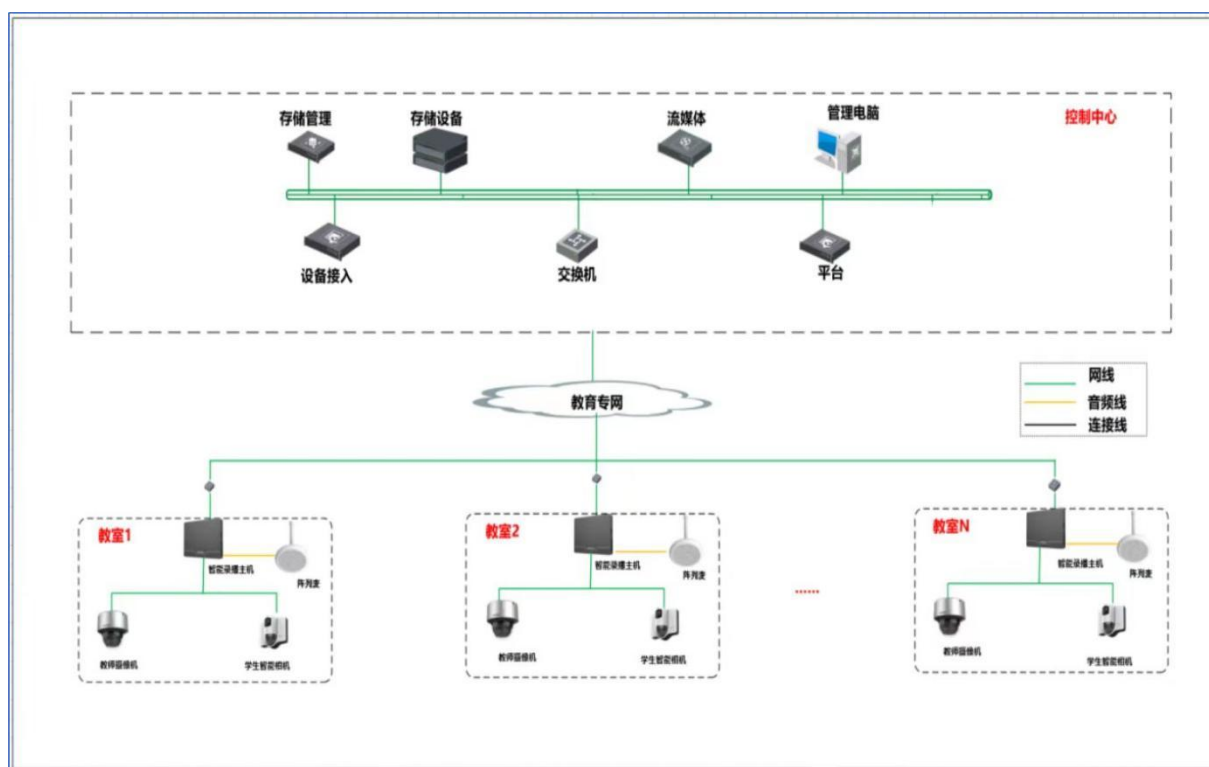 存储管理
存储设备
流媒体
管理电脑
控制中心
设备接入
交换机
平台
教育专网
网线
音频线
连接线
教室1
智能录播主机
阵列麦
教师摄像机
学生智能相机
教室2
智能录播主机
阵列麦
教师摄像机
学生智能相机
......
教室N
智能录播主机
阵列麦
教师摄像机
学生智能相机